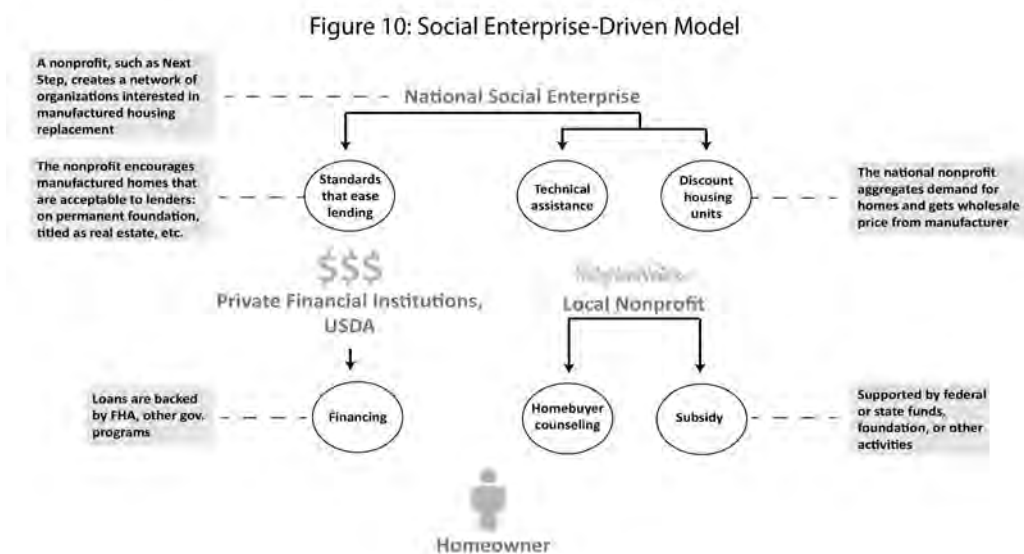 Figure 10: Social Enterprise-Driven Model
A nonprofit, such as Next
Step, creates a network of
organizations interested in
manufactured housing
replacement
National Social Enterprise
The nonprofit encourages
manufactured homes that
are acceptable to lenders:
on permanent foundation,
titled as real estate, etc.
Standards
that ease
lending
Technical
assistance
Discount
housing
units
The national nonprofit
aggregates demand for
homes and gets wholesale
price from manufacturer
$$$
Private Financial Institutions,
USDA
Local Nonprofit
Loans are backed
by FHA, other gov.
programs
Financing
Homebuyer
counseling
Subsidy
Supported by federal
or state funds,
foundation, or other
activities
Homeowner